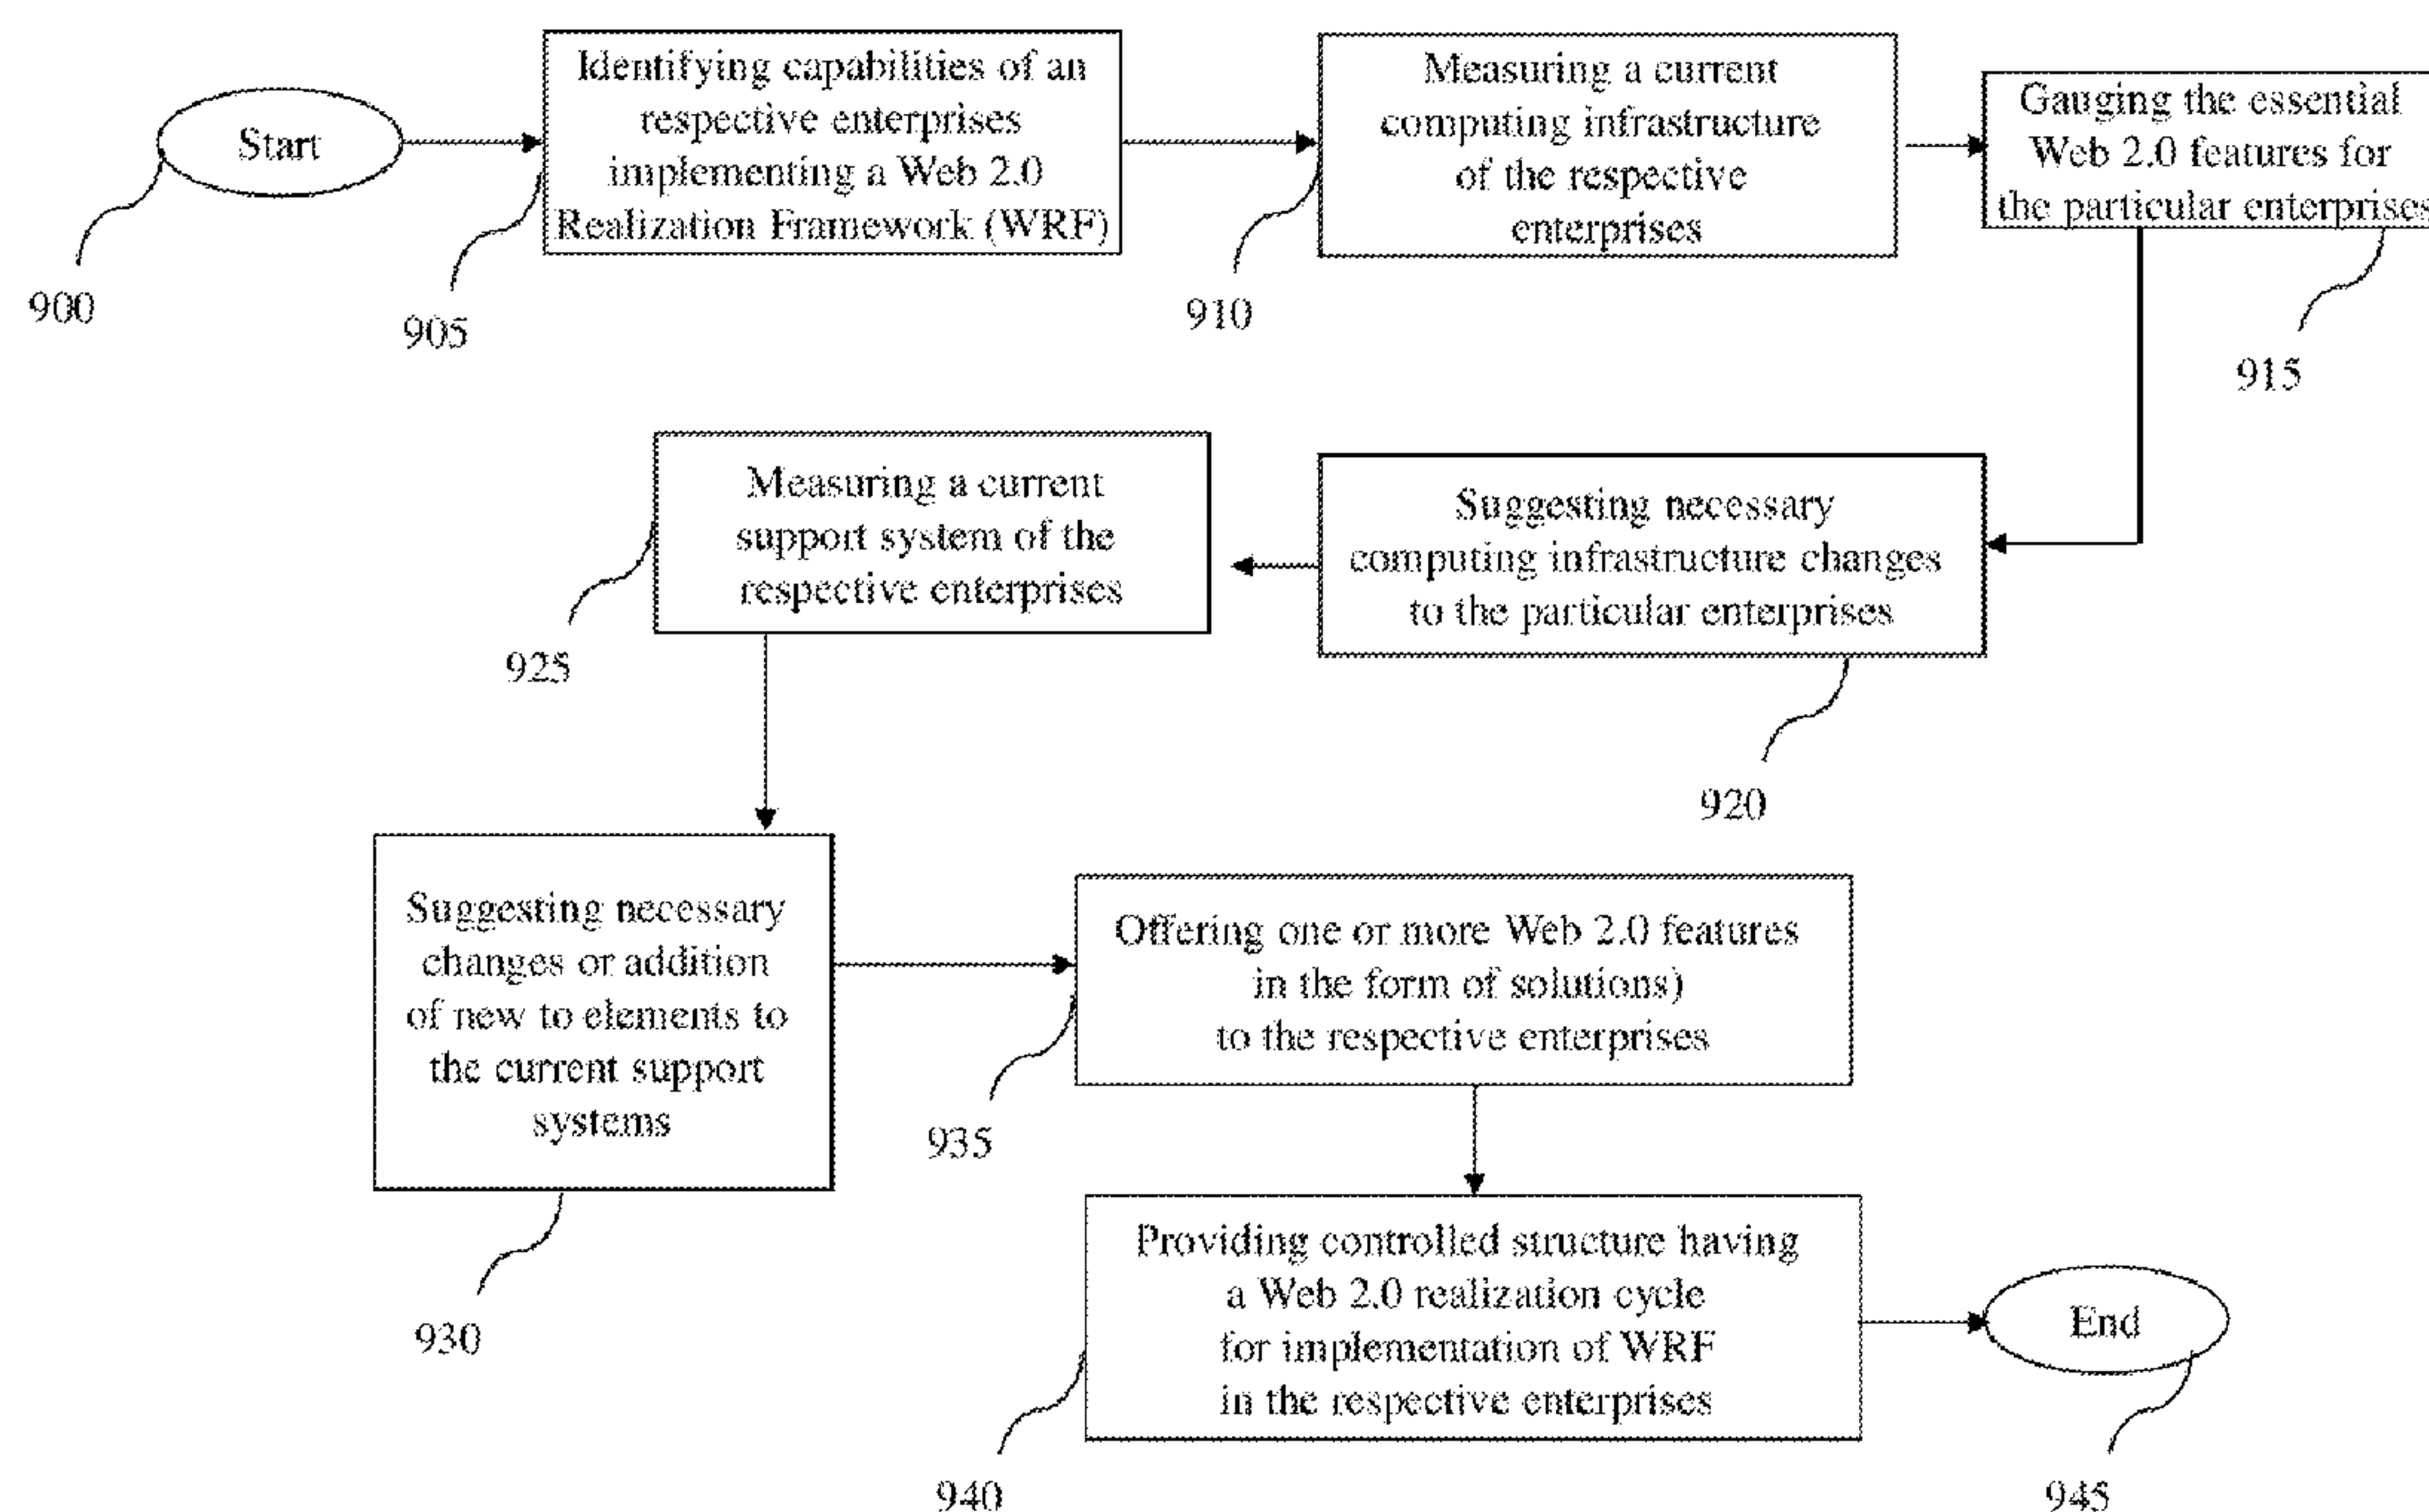 Start
900
Identifying capabilities of an
respective enterprises
implementing a Web 2.0
Realization Framework (WRF)
905
Measuring a current
computing infrastructure
of the respective
enterprises
910
Gauging the essential
Web 2.0 features for
the particular enterprises
915
Suggesting necessary
computing infrastructure changes
to the particular enterprises
920
Measuring a current
support system of the
respective enterprises
925
Suggesting necessary
changes or addition
of new to elements to
the current support
systems
930
Offering one or more Web 2.0 features
in the form of solutions)
to the respective enterprises
935
Providing controlled structure having
a Web 2.0 realization cycle
for implementation of WRF
in the respective enterprises
940
End
945